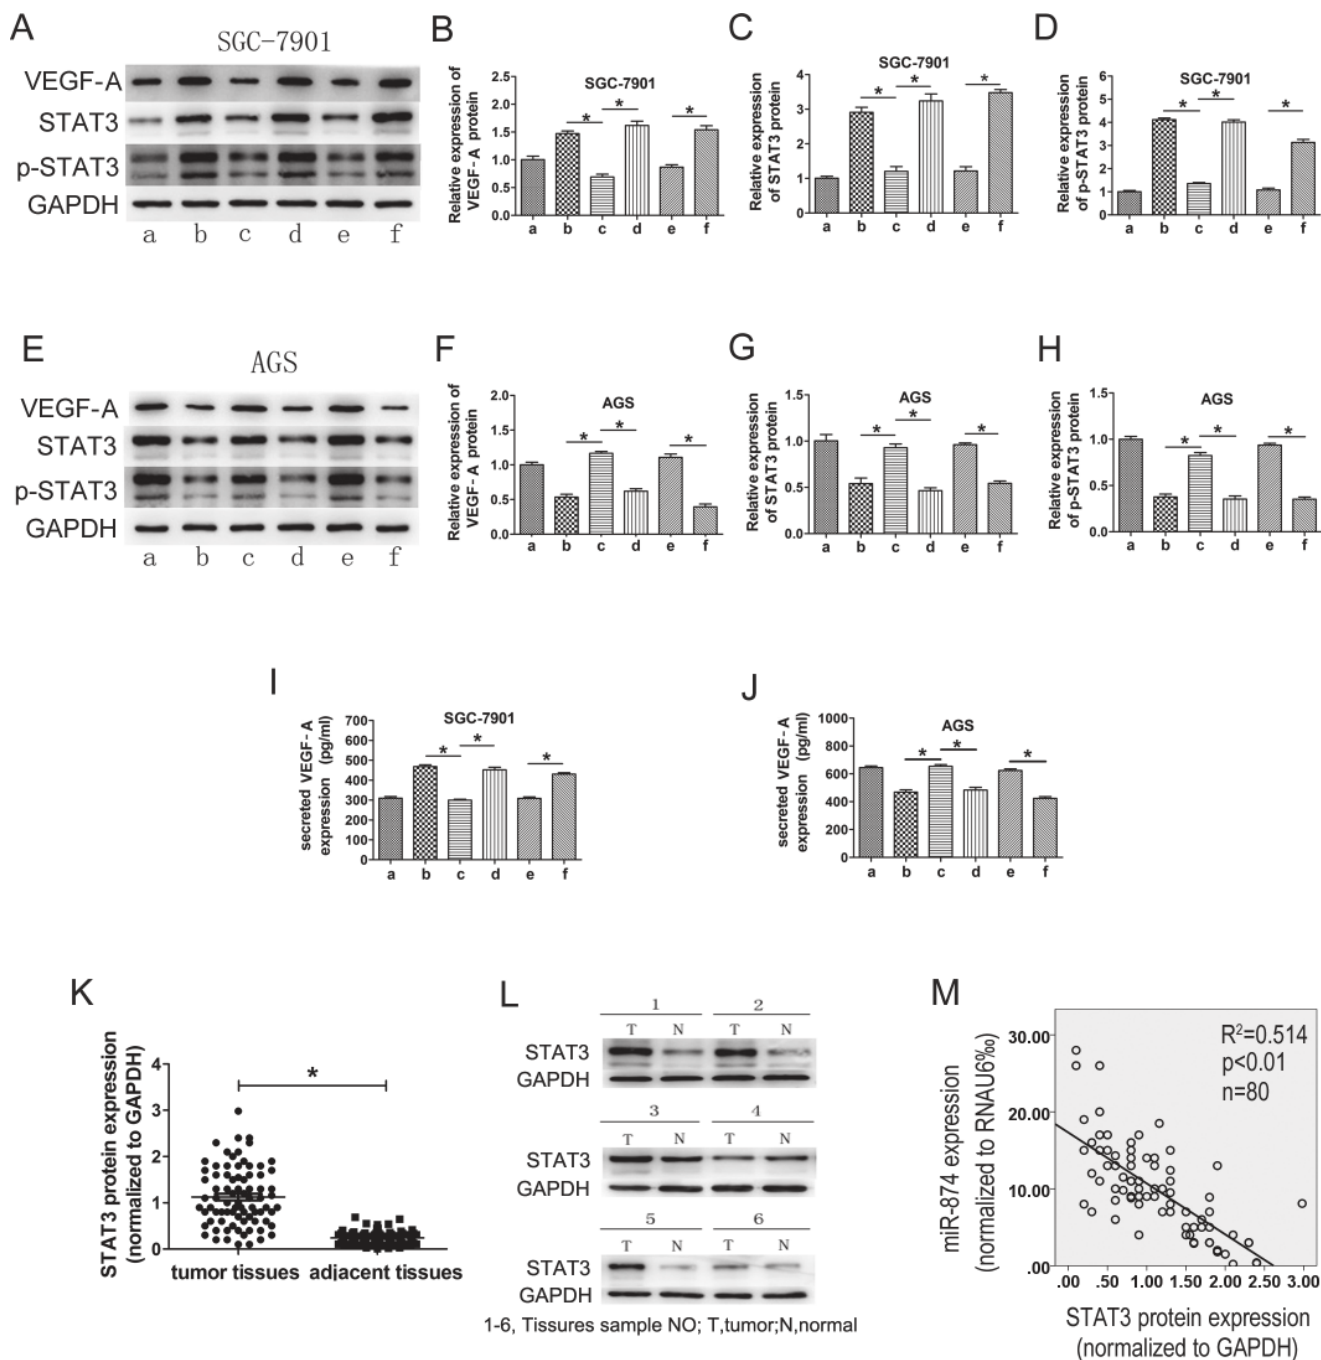 A
SGC-7901
VEGF-A
STAT3
p-STAT3
GAPDH
a b c d e f
B
SGC-7901
Relative expression of
VEGF-A protein
2.5
2.0
1.5
1.0
0.5
0.0
* * *
a b c d e f
C
SGC-7901
Relative expression
of STAT3 protein
4
3
2
1
0
* * *
a b c d e f
D
SGC-7901
Relative expression
of p-STAT3 protein
6
5
4
3
2
1
0
* * *
a b c d e f
E
AGS
VEGF-A
STAT3
p-STAT3
GAPDH
a b c d e f
F
AGS
Relative expression of
VEGF-A protein
2.0
1.5
1.0
0.5
0.0
* * *
a b c d e f
G
AGS
Relative expression
of STAT3 protein
1.5
1.0
0.5
0.0
* * *
a b c d e f
H
AGS
Relative expression
of p-STAT3 protein
1.5
1.0
0.5
0.0
* * *
a b c d e f
I
SGC-7901
secreted VEGF-A
expression (pg/ml)
700
600
500
400
300
200
100
0
* * *
a b c d e f
J
AGS
secreted VEGF-A
expression (pg/ml)
1000
800
600
400
200
0
* * *
a b c d e f
K
STAT3 protein expression
(normalized to GAPDH)
4
3
2
1
0
*
tumor tissues adjacent tissues
L
1 2
T N T N
STAT3
GAPDH
3 4
T N T N
STAT3
GAPDH
5 6
T N T N
STAT3
GAPDH
1-6, Tissures sample NO; T,tumor;N,normal
M
R²=0.514
p<0.01
n=80
miR-874 expression
(normalized to RNAU6‰)
30.00
20.00
10.00
.00
.00 .50 1.00 1.50 2.00 2.50 3.00
STAT3 protein expression
(normalized to GAPDH)